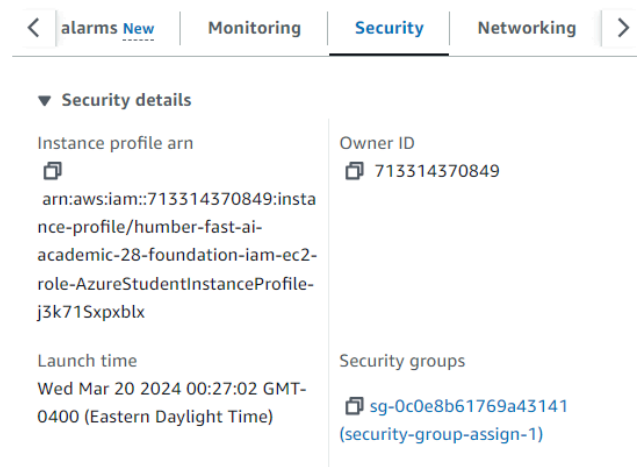 alarms New
Monitoring
Security
Networking
Security details
Instance profile arn
arn:aws:iam::713314370849:insta
nce-profile/humber-fast-ai-
academic-28-foundation-iam-ec2-
role-AzureStudentInstanceProfile-
j3k71Sxpxblx
Owner ID
713314370849
Launch time
Wed Mar 20 2024 00:27:02 GMT-
0400 (Eastern Daylight Time)
Security groups
sg-0c0e8b61769a43141
(security-group-assign-1)